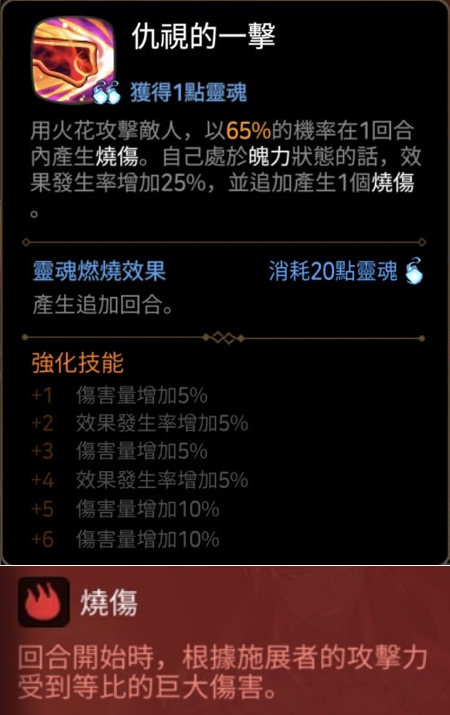 仇視的一擊
獲得1點靈魂
用火花攻擊敵人，以65%的機率在1回合
內產生燒傷。自己處於魄力狀態的話，效
果發生率增加25%，並追加產生1個燒傷
。
靈魂燃燒效果 消耗20點靈魂
產生追加回合。
強化技能
+1 傷害量增加5%
+2 效果發生率增加5%
+3 傷害量增加5%
+4 效果發生率增加5%
+5 傷害量增加10%
+6 傷害量增加10%
燒傷
回合開始時，根據施展者的攻擊力
受到等比的巨大傷害。